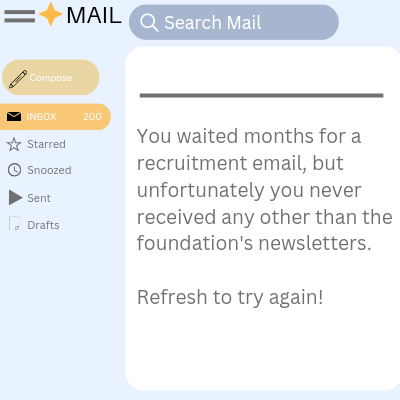 MAIL
Search Mail
Compose
INBOX 200
Starred
Snoozed
Sent
Drafts
You waited months for a
recruitment email, but
unfortunately you never
received any other than the
foundation's newsletters.
Refresh to try again!